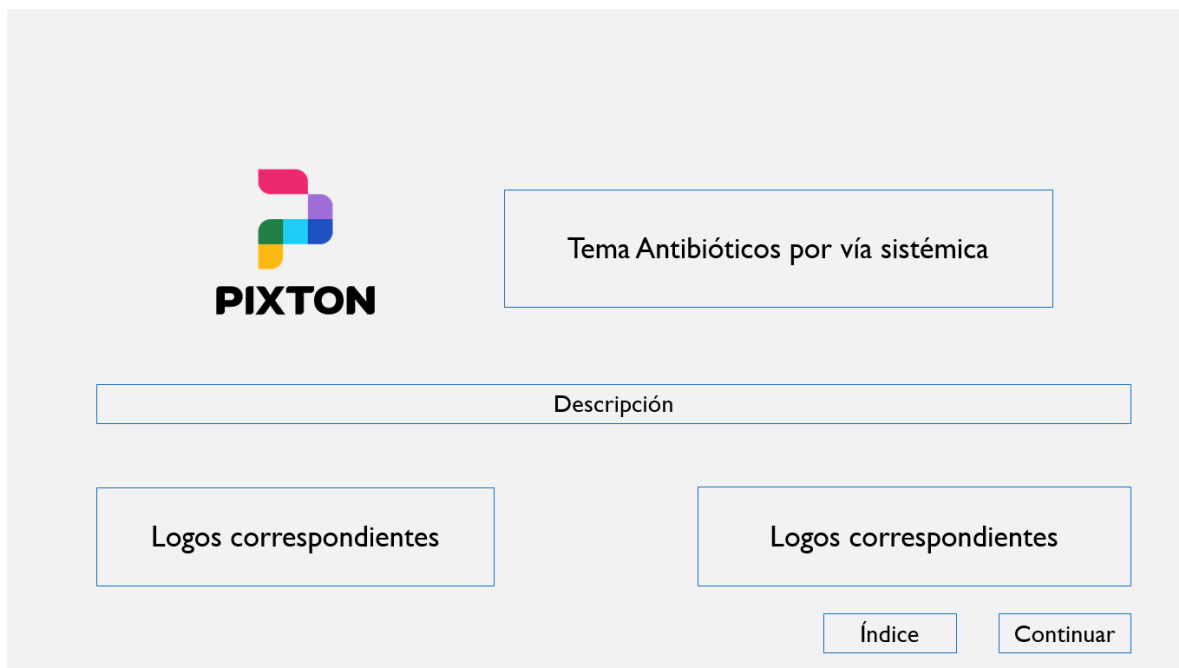 PIXTON
Tema Antibióticos por vía sistémica
Descripción
Logos correspondientes
Logos correspondientes
Índice
Continuar